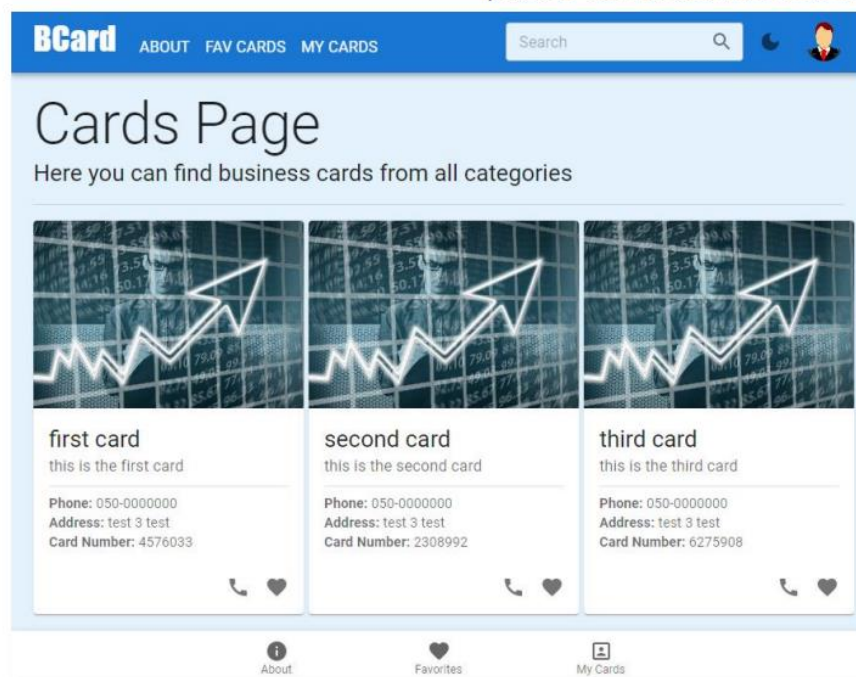 BCard ABOUT FAV CARDS MY CARDS Search
Cards Page
Here you can find business cards from all categories
first card
this is the first card
Phone: 050-0000000
Address: test 3 test
Card Number: 4576033
second card
this is the second card
Phone: 050-0000000
Address: test 3 test
Card Number: 2308992
third card
this is the third card
Phone: 050-0000000
Address: test 3 test
Card Number: 6275908
About Favorites My Cards